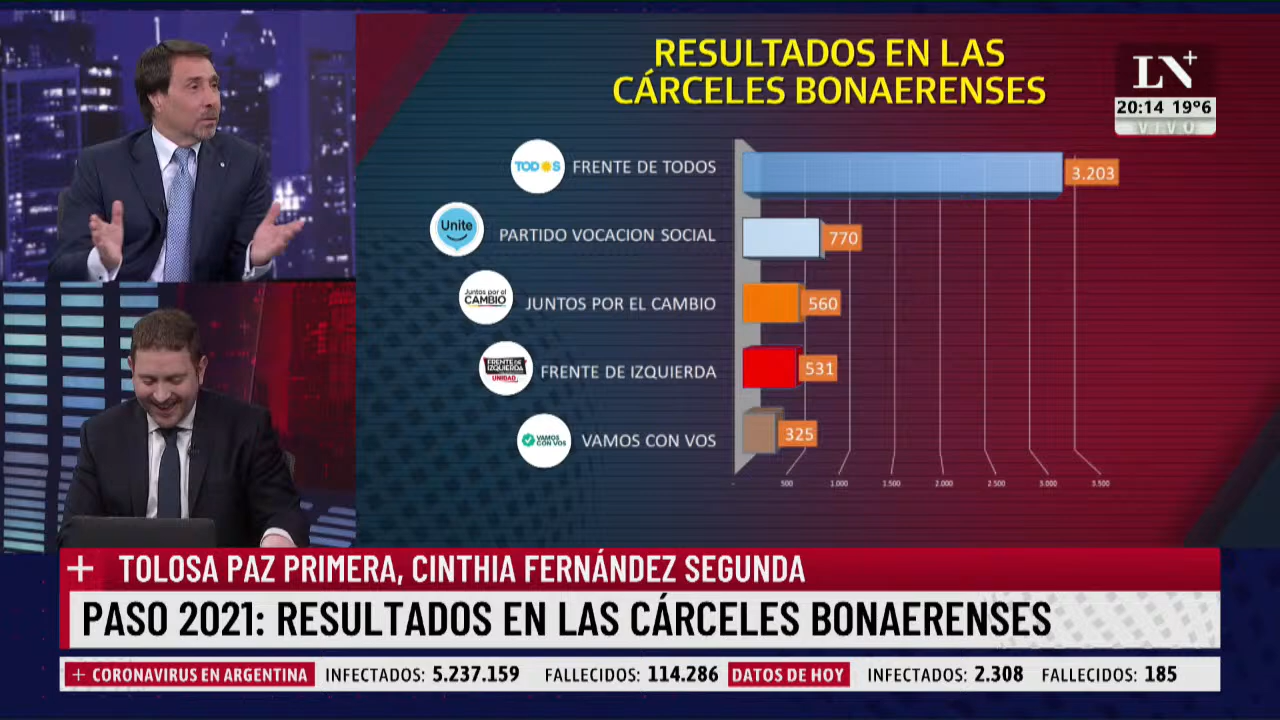 RESULTADOS EN LAS
CÁRCELES BONAERENSES
LN+
20:14 19°6
VIVO
TODOS
FRENTE DE TODOS
3.203
Unite
PARTIDO VOCACION SOCIAL
770
Juntos por el
CAMBIO
JUNTOS POR EL CAMBIO
560
FRENTE DE
IZQUIERDA
UNIDAD
FRENTE DE IZQUIERDA
531
VAMOS
CON VOS
VAMOS CON VOS
325
- 500 1.000 1.500 2.000 2.500 3.000 3.500
+ TOLOSA PAZ PRIMERA, CINTHIA FERNÁNDEZ SEGUNDA
PASO 2021: RESULTADOS EN LAS CÁRCELES BONAERENSES
+ CORONAVIRUS EN ARGENTINA INFECTADOS: 5.237.159 FALLECIDOS: 114.286 DATOS DE HOY INFECTADOS: 2.308 FALLECIDOS: 185